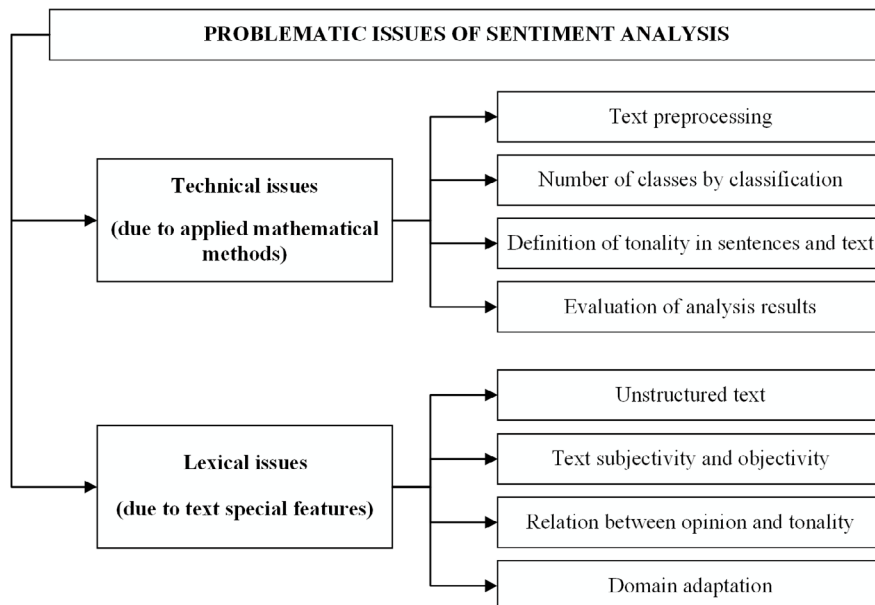 PROBLEMATIC ISSUES OF SENTIMENT ANALYSIS
Technical issues
(due to applied mathematical
methods)
Text preprocessing
Number of classes by classification
Definition of tonality in sentences and text
Evaluation of analysis results
Lexical issues
(due to text special features)
Unstructured text
Text subjectivity and objectivity
Relation between opinion and tonality
Domain adaptation